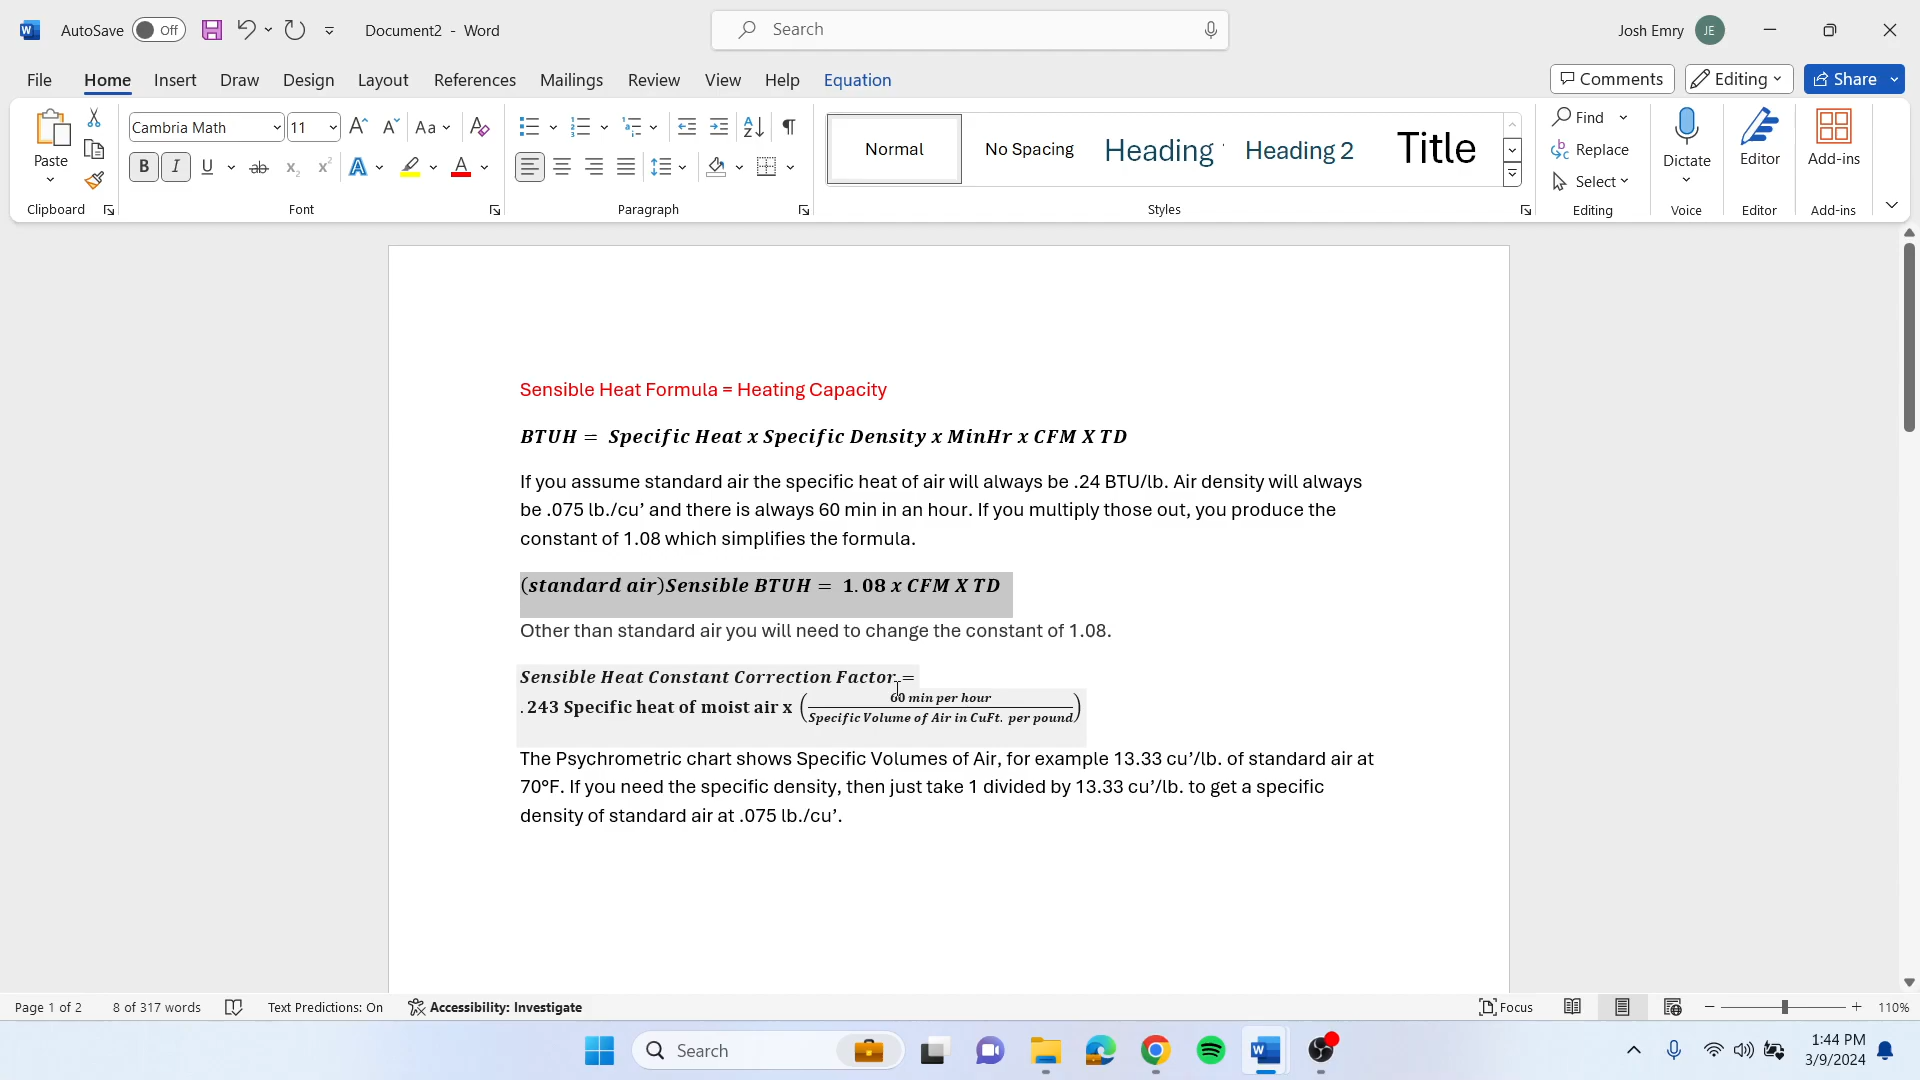 AutoSave Off Document2 - Word Search Josh Emry JE
File Home Insert Draw Design Layout References Mailings Review View Help Equation Comments Editing Share
Paste Cambria Math 11 Aa Normal No Spacing Heading 1 Heading 2 Title Find Replace Select Dictate Editor Add-ins
Clipboard Font Paragraph Styles Editing Voice Editor Add-ins
Sensible Heat Formula = Heating Capacity
BTUH = Specific Heat x Specific Density x MinHr x CFM X TD
If you assume standard air the specific heat of air will always be .24 BTU/lb. Air density will always
be .075 lb./cu’ and there is always 60 min in an hour. If you multiply those out, you produce the
constant of 1.08 which simplifies the formula.
(standard air)Sensible BTUH = 1.08 x CFM X TD
Other than standard air you will need to change the constant of 1.08.
Sensible Heat Constant Correction Factor =
.243 Specific heat of moist air x (60 min per hour / Specific Volume of Air in CuFt. per pound)
The Psychrometric chart shows Specific Volumes of Air, for example 13.33 cu’/lb. of standard air at
70°F. If you need the specific density, then just take 1 divided by 13.33 cu’/lb. to get a specific
density of standard air at .075 lb./cu’.
Page 1 of 2 8 of 317 words Text Predictions: On Accessibility: Investigate Focus 110%
Search 1:44 PM
3/9/2024